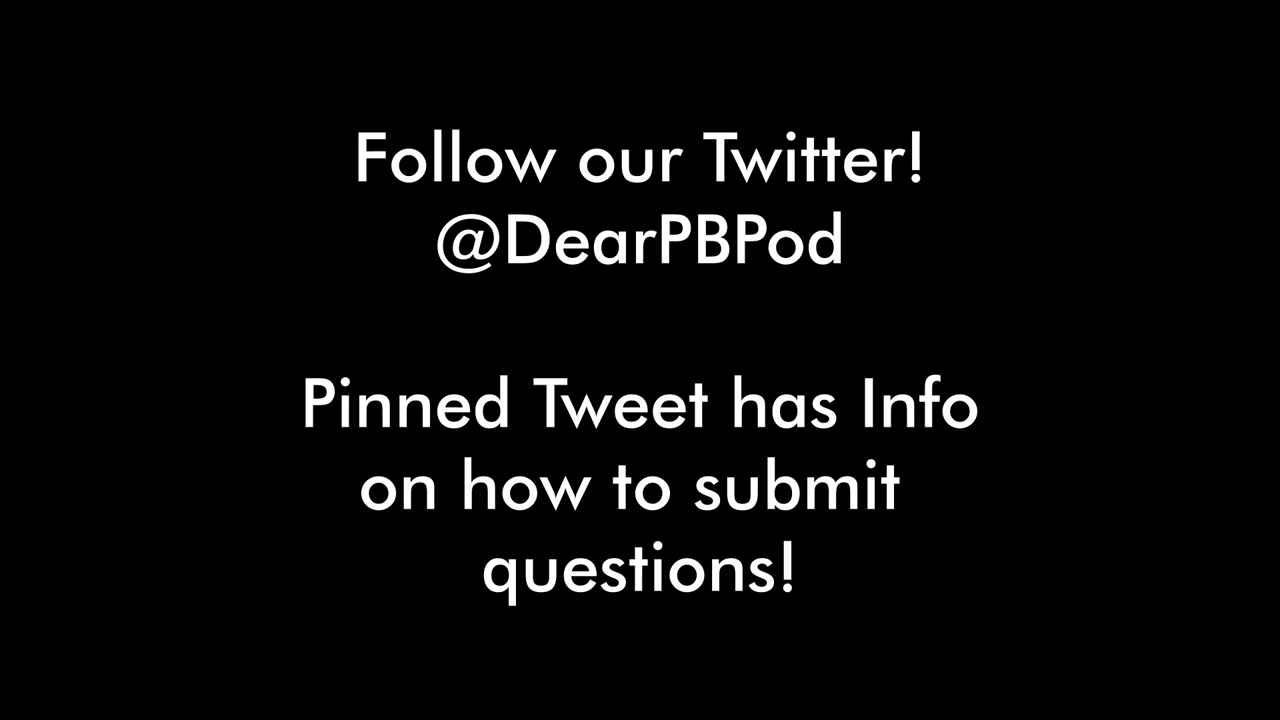 Follow our Twitter!
@DearPBPod
Pinned Tweet has Info
on how to submit
questions!